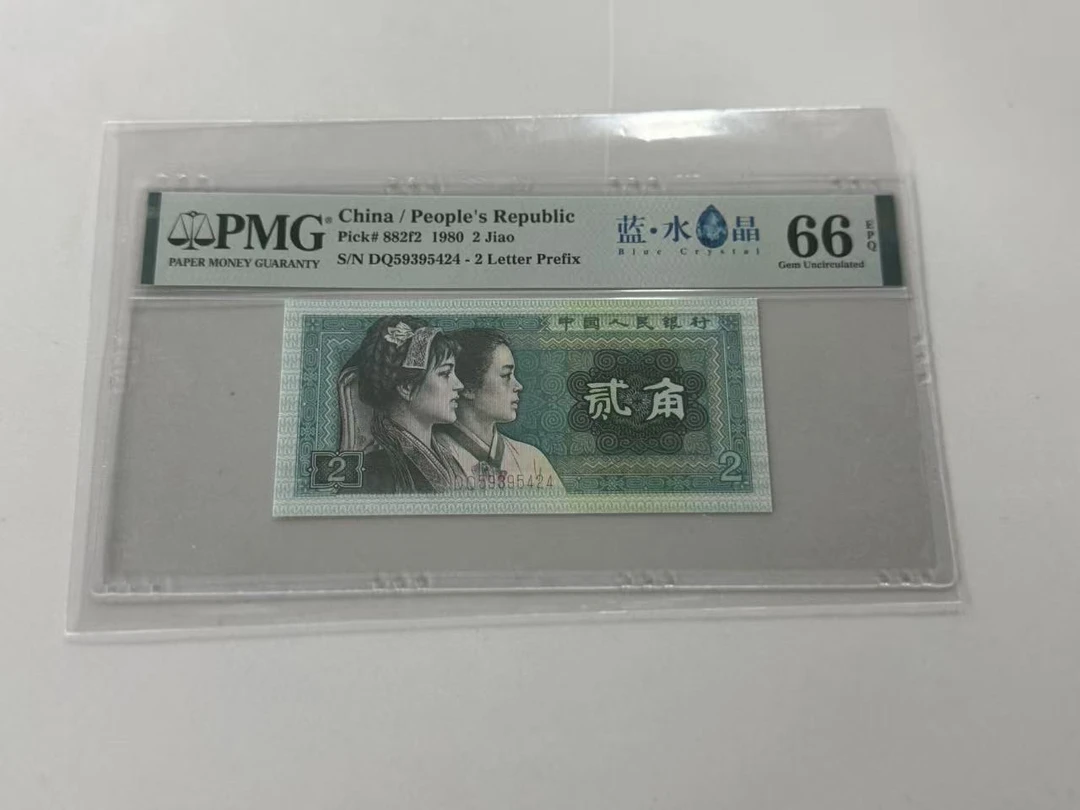 PMG®
PAPER MONEY GUARANTY
China / People's Republic
Pick# 882f2 1980 2 Jiao
S/N DQ59395424 - 2 Letter Prefix
蓝·水晶
Blue Crystal
66
EPQ
Gem Uncirculated
中国人民银行
贰角
2
DQ59395424
2